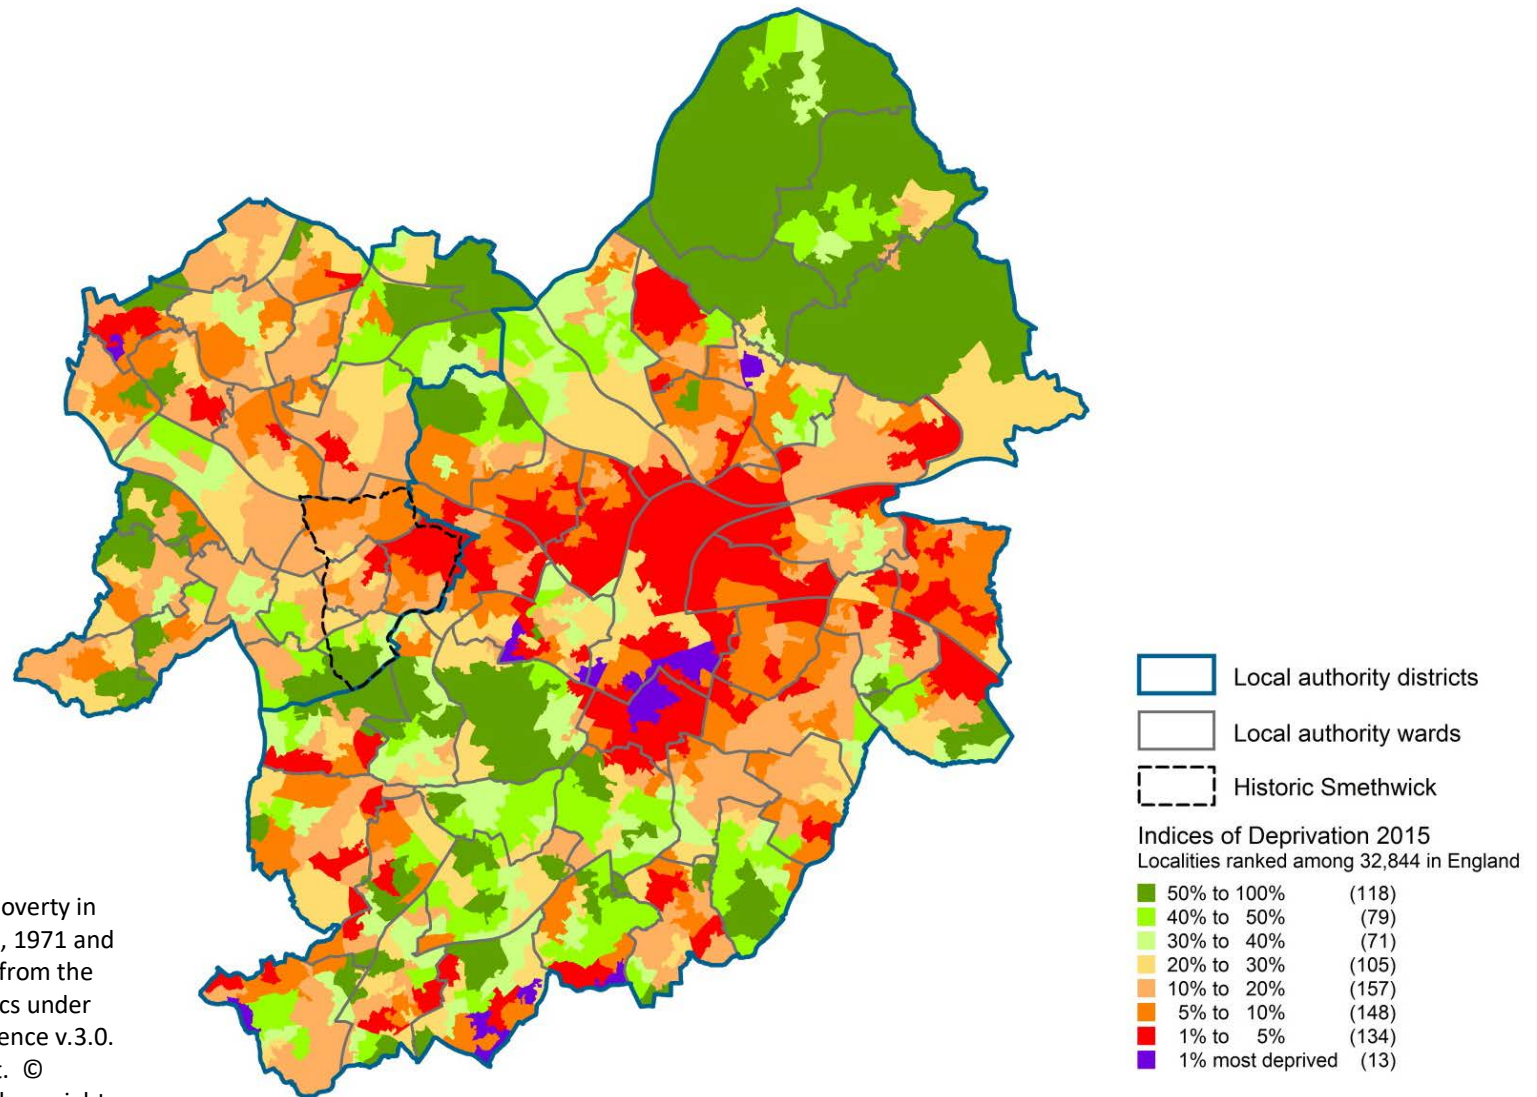 Local authority districts
Local authority wards
Historic Smethwick
Indices of Deprivation 2015
Localities ranked among 32,844 in England
50% to 100% (118)
40% to 50% (79)
30% to 40% (71)
20% to 30% (105)
10% to 20% (157)
5% to 10% (148)
1% to 5% (134)
1% most deprived (13)
overty in
, 1971 and
from the
cs under
ence v.3.0.
©